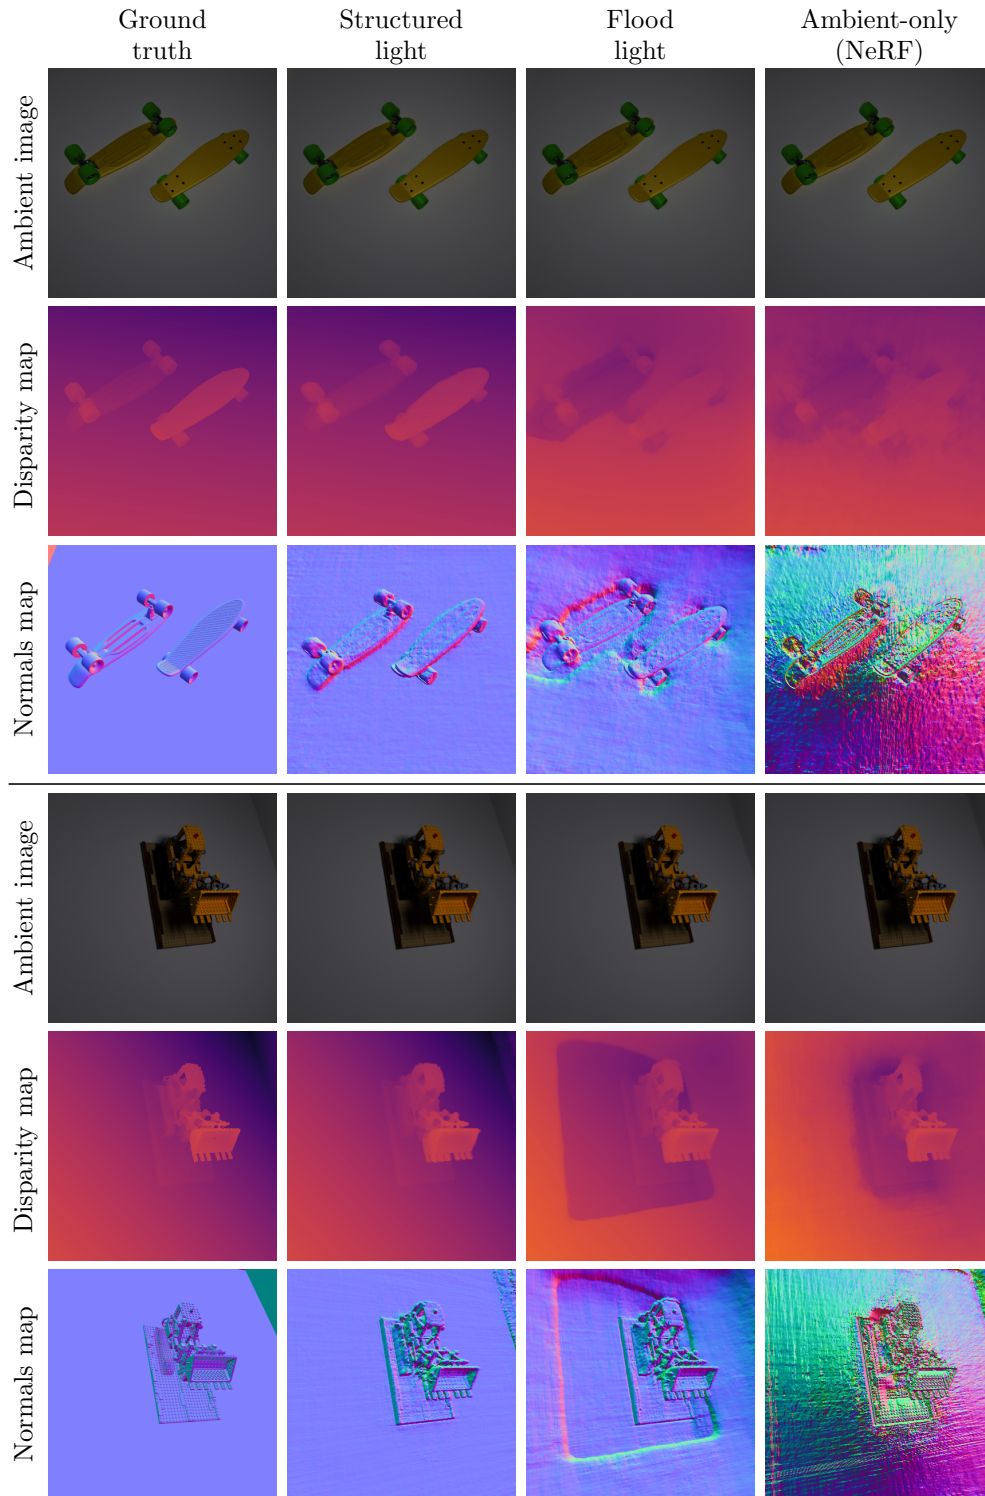 Ground
truth
Structured
light
Flood
light
Ambient-only
(NeRF)
Ambient image
Disparity map
Normals map
Ambient image
Disparity map
Normals map